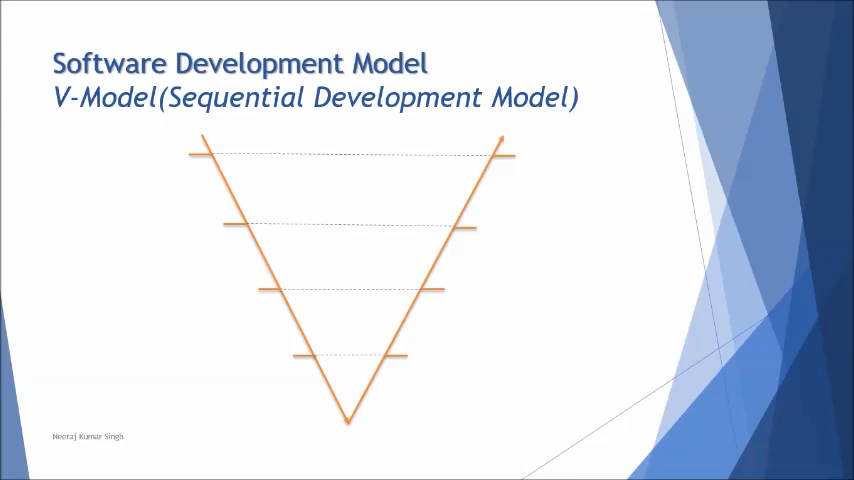 Software Development Model
V-Model(Sequential Development Model)
Neeraj Kumar Singh